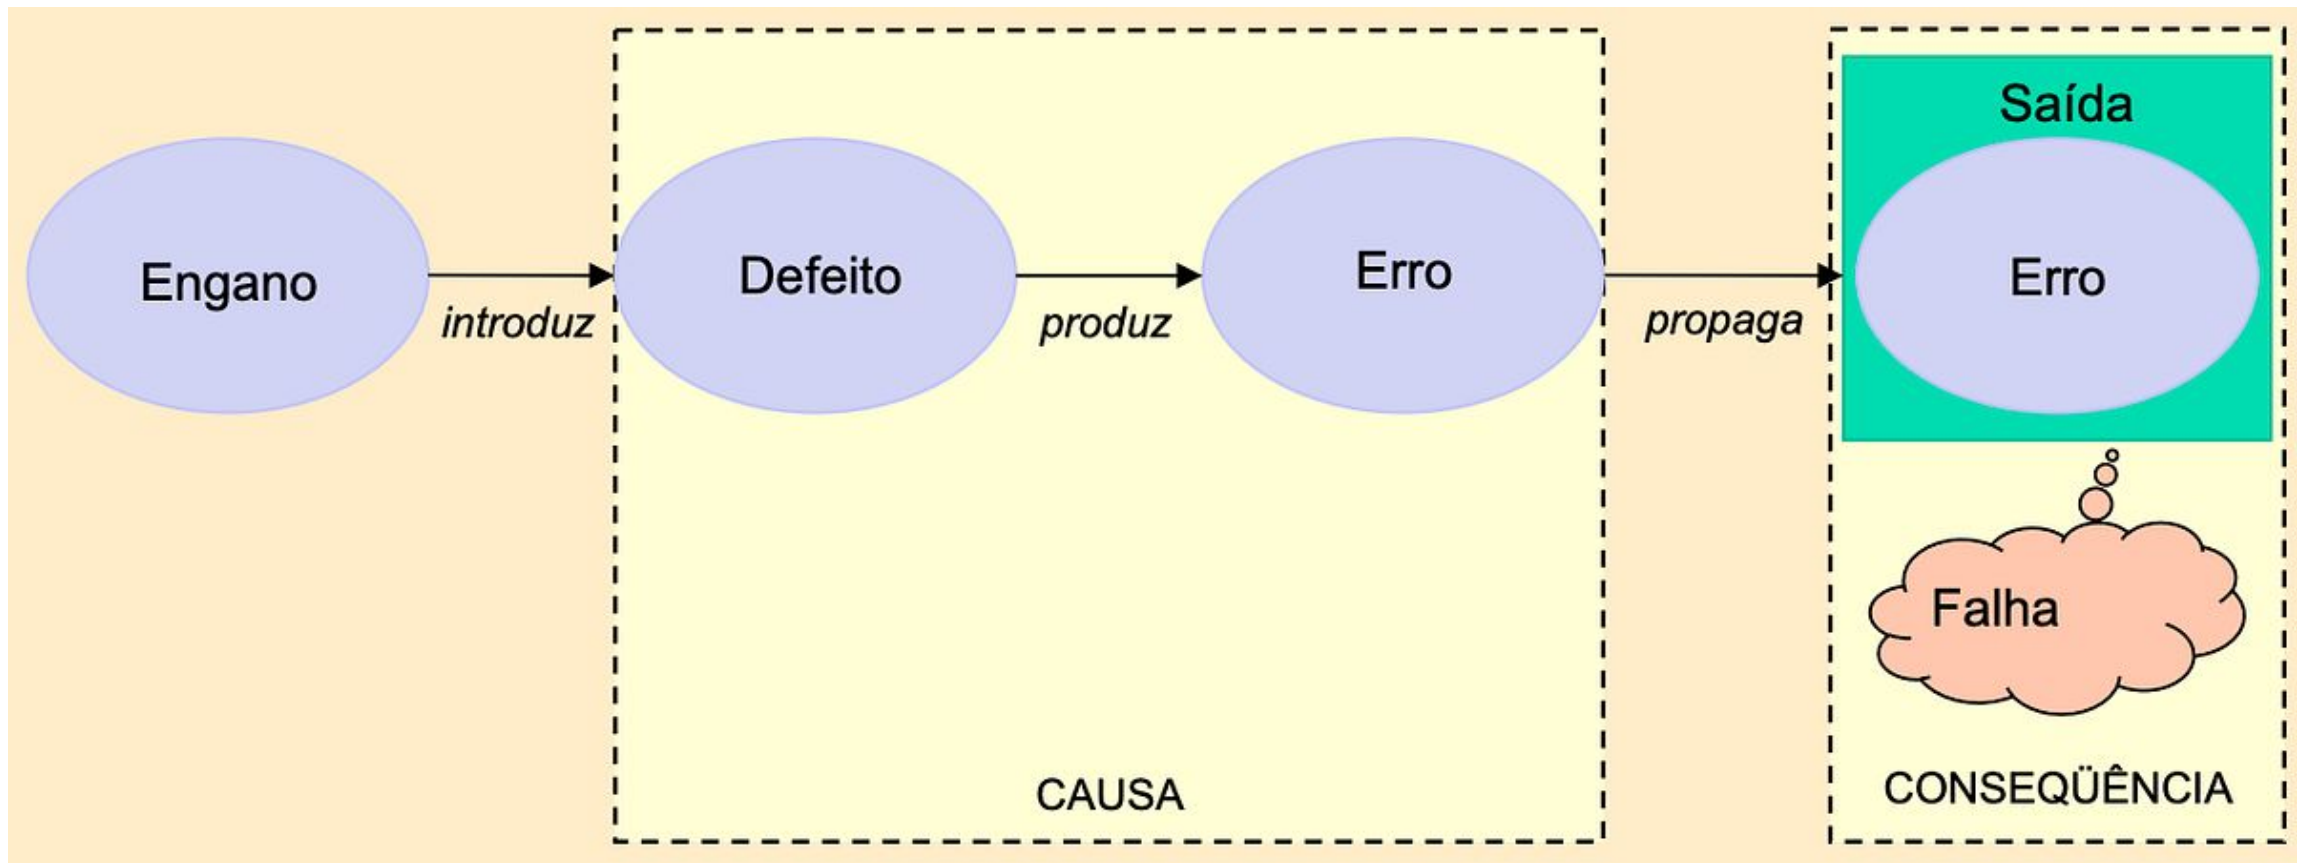 Engano
introduz
Defeito
produz
Erro
propaga
Saída
Erro
Falha
CAUSA
CONSEQÜÊNCIA